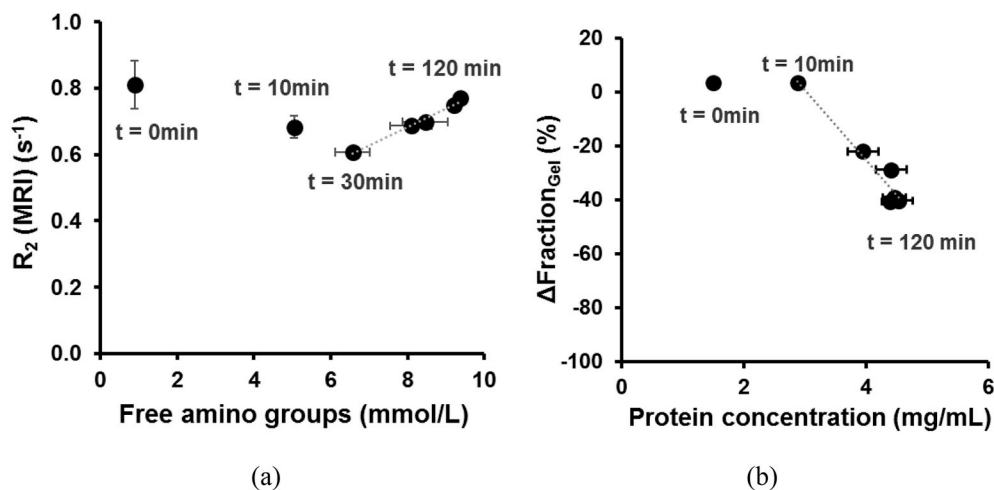 1.0
0.8
0.6
0.4
0.2
0.0
R2 (MRI) (s-1)
t = 0min
t = 10min
t = 30min
t = 120 min
0 2 4 6 8 10
Free amino groups (mmol/L)
(a)
20
0
-20
-40
-60
-80
-100
ΔFractionGel (%)
t = 10min
t = 0min
t = 120 min
0 2 4 6
Protein concentration (mg/mL)
(b)